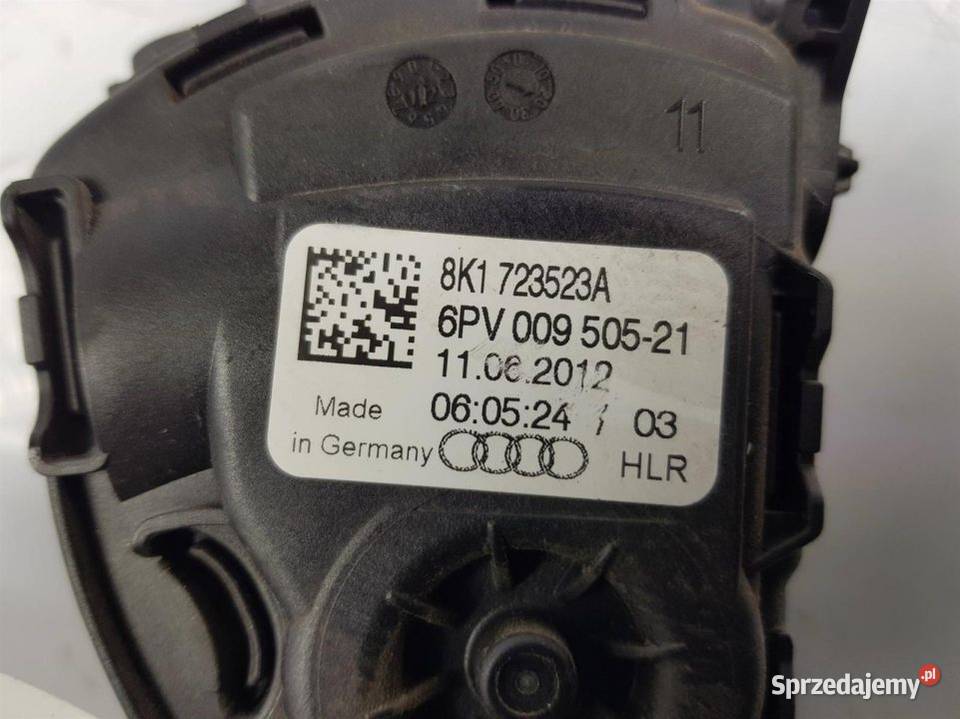 11
8K1 723523A
6PV 009 505-21
11.06.2012
Made 06:05:24 / 03
in Germany HLR
Sprzedajemy.pl